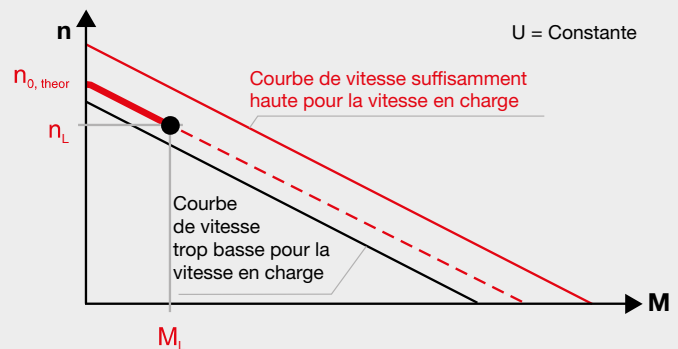 n
U = Constante
n0, theor
Courbe de vitesse suffisamment
haute pour la vitesse en charge
nL
Courbe
de vitesse
trop basse pour la
vitesse en charge
M
ML